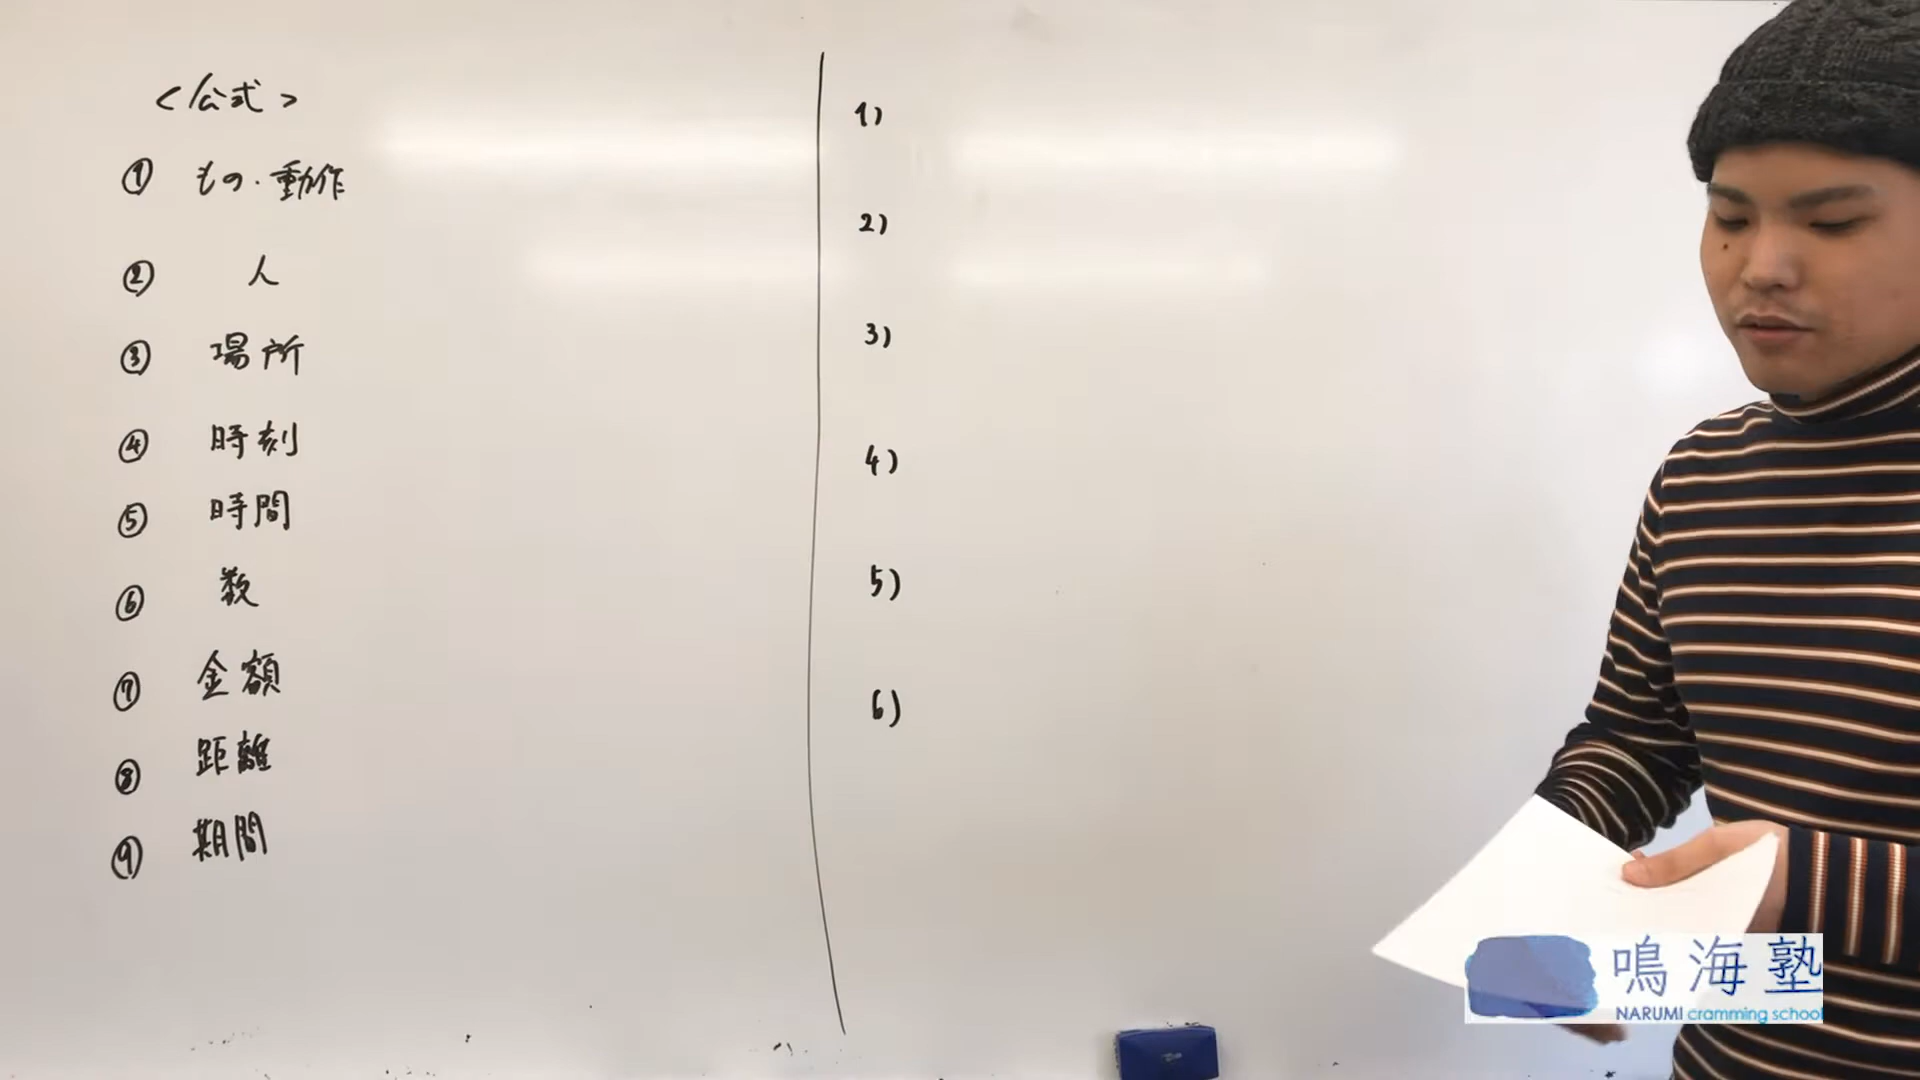 <公式>
① もの・動作
② 人
③ 場所
④ 時刻
⑤ 時間
⑥ 数
⑦ 金額
⑧ 距離
⑨ 期間
1)
2)
3)
4)
5)
6)
鳴海塾
NARUMI cramming school